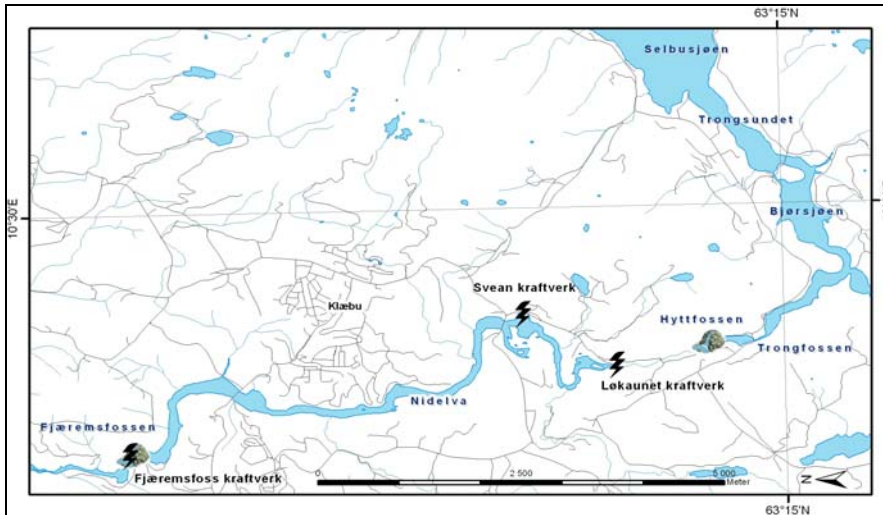 63°15'N
Selbusjøen
Trongsundet
10°30'E
Bjørsjøen
Svean kraftverk
Klæbu
Hyttfossen
Trongfossen
Løkaunet kraftverk
Nidelva
Fjæremsfossen
Fjæremsfoss kraftverk
0 2 500 5 000
Meter
N
63°15'N